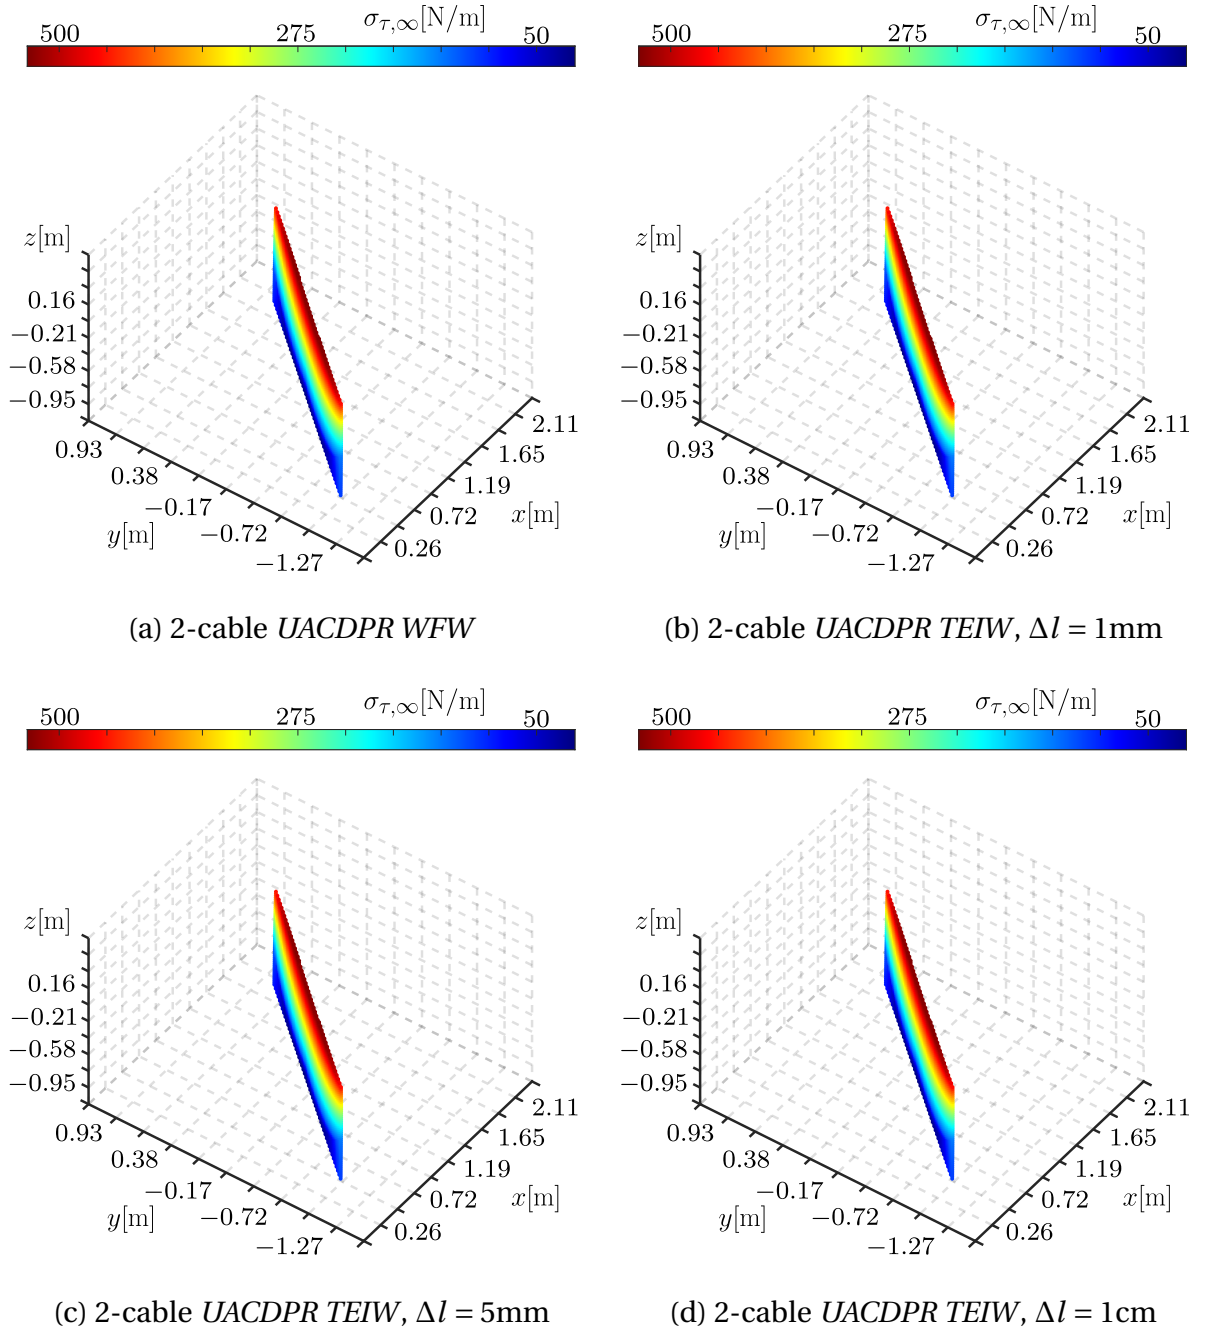 σ_{τ,∞}[N/m]
500 275 50
z[m]
0.16
−0.21
−0.58
−0.95
0.93
0.38
−0.17
−0.72
−1.27
y[m]
0.26
0.72
1.19
1.65
2.11
x[m]
(a) 2-cable UACDPR WFW
σ_{τ,∞}[N/m]
500 275 50
z[m]
0.16
−0.21
−0.58
−0.95
0.93
0.38
−0.17
−0.72
−1.27
y[m]
0.26
0.72
1.19
1.65
2.11
x[m]
(b) 2-cable UACDPR TEIW, Δl = 1mm
σ_{τ,∞}[N/m]
500 275 50
z[m]
0.16
−0.21
−0.58
−0.95
0.93
0.38
−0.17
−0.72
−1.27
y[m]
0.26
0.72
1.19
1.65
2.11
x[m]
(c) 2-cable UACDPR TEIW, Δl = 5mm
σ_{τ,∞}[N/m]
500 275 50
z[m]
0.16
−0.21
−0.58
−0.95
0.93
0.38
−0.17
−0.72
−1.27
y[m]
0.26
0.72
1.19
1.65
2.11
x[m]
(d) 2-cable UACDPR TEIW, Δl = 1cm